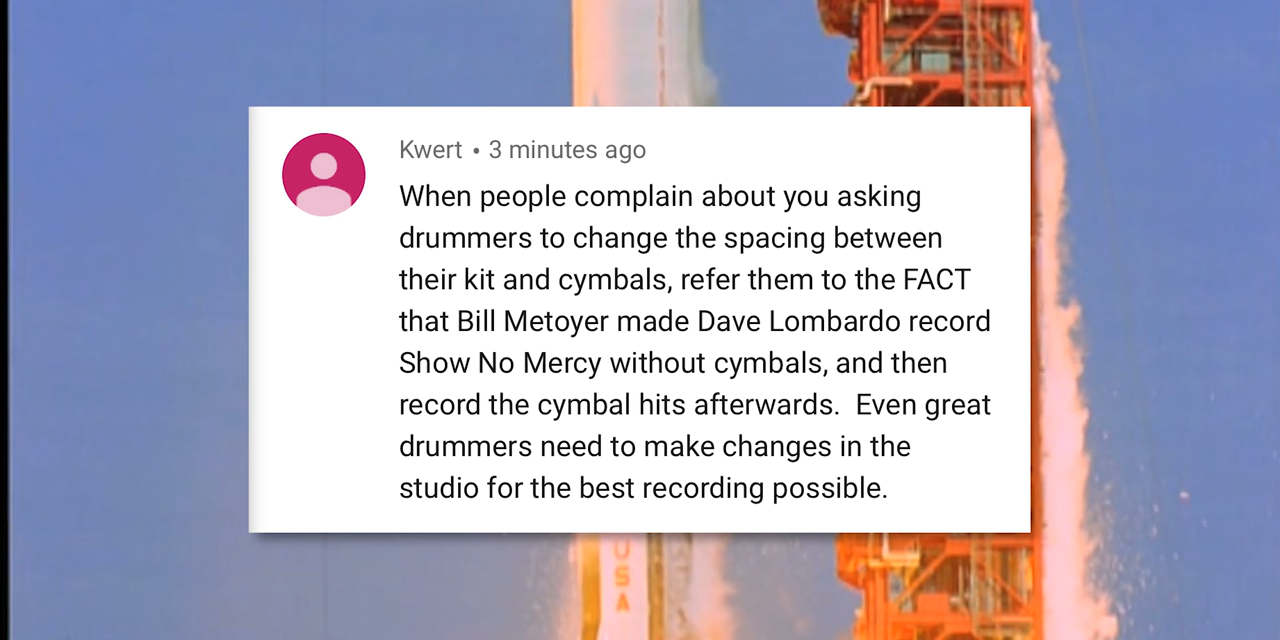 Kwert • 3 minutes ago
When people complain about you asking
drummers to change the spacing between
their kit and cymbals, refer them to the FACT
that Bill Metoyer made Dave Lombardo record
Show No Mercy without cymbals, and then
record the cymbal hits afterwards.  Even great
drummers need to make changes in the
studio for the best recording possible.
USA